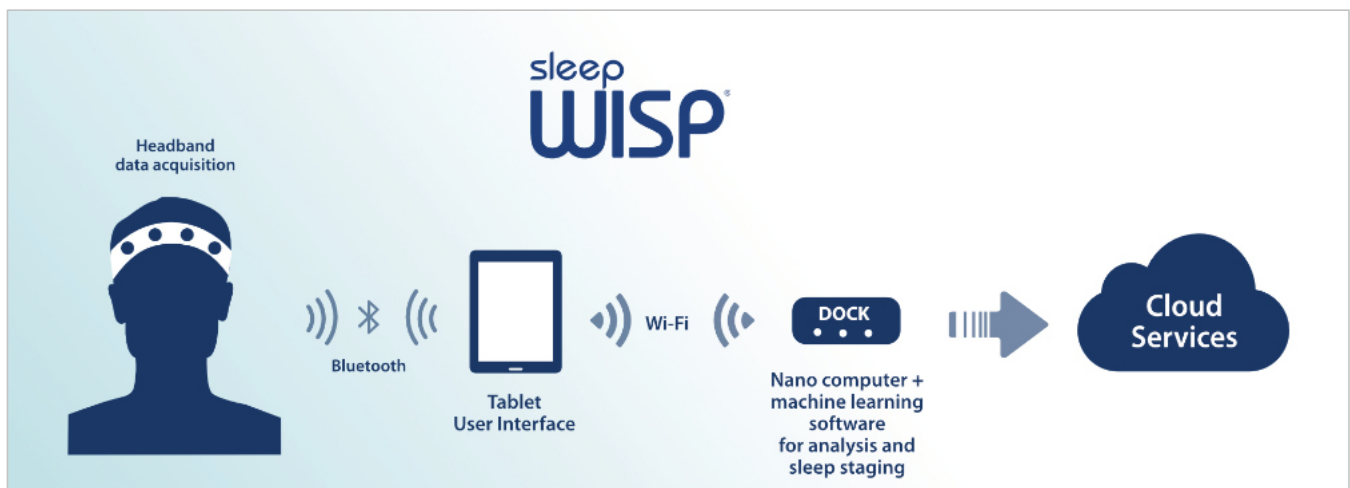 sleep
WISP®
Headband
data acquisition
Bluetooth
Tablet
User Interface
Wi-Fi
DOCK
Nano computer +
machine learning
software
for analysis and
sleep staging
Cloud
Services